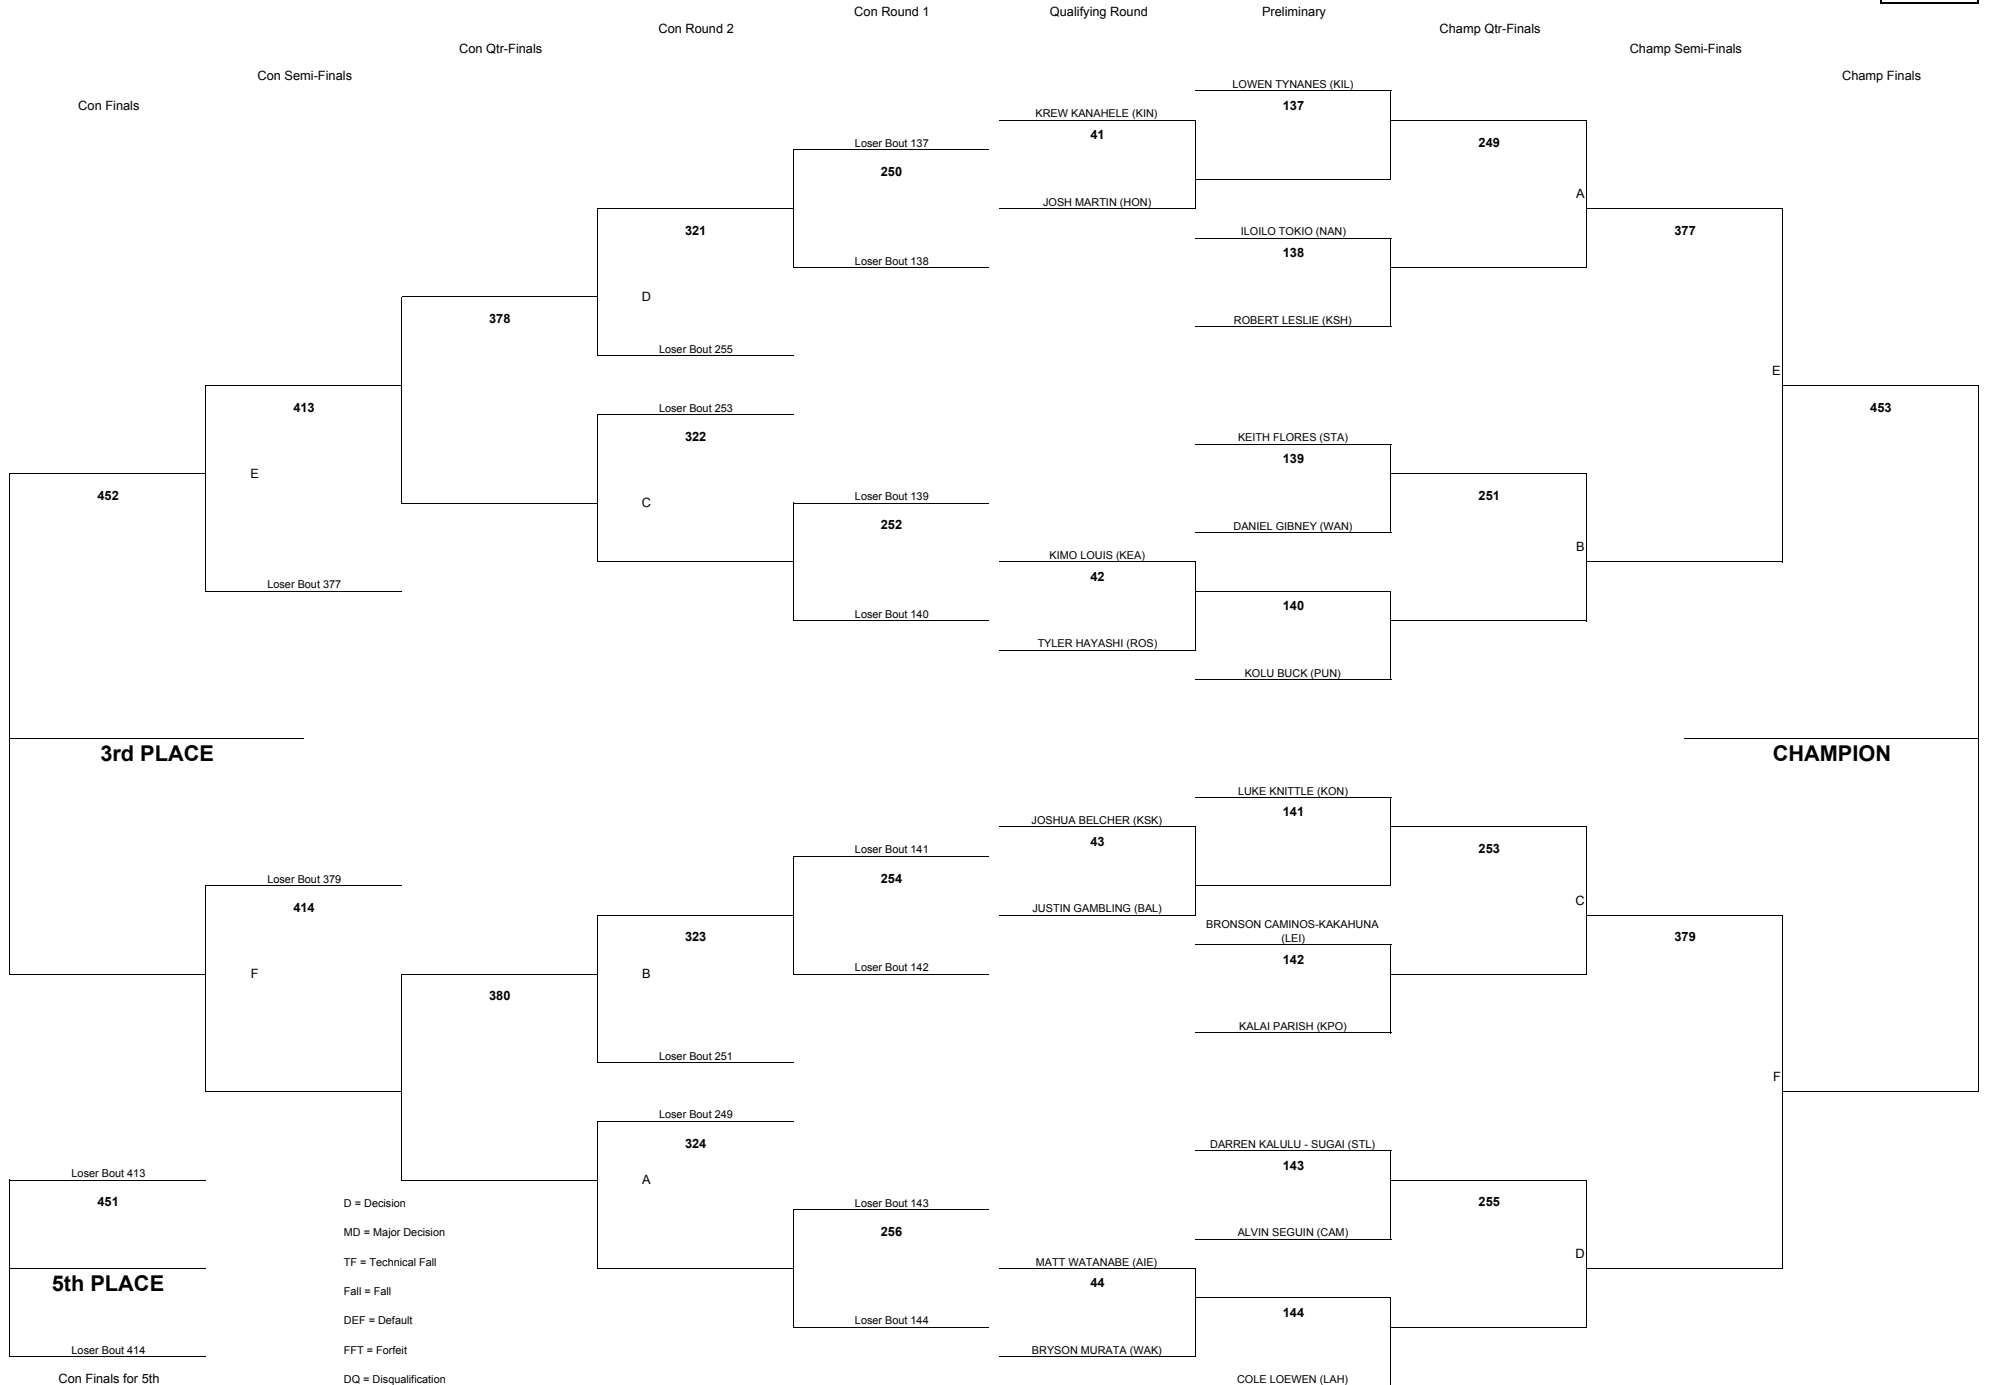 Con Round 1
Qualifying Round
Preliminary
Con Round 2
Champ Qtr-Finals
Con Qtr-Finals
Champ Semi-Finals
Con Semi-Finals
Champ Finals
Con Finals
LOWEN TYNANES (KIL)
137
KREW KANAHELE (KIN)
41
Loser Bout 137
249
250
A
JOSH MARTIN (HON)
321
ILOILO TOKIO (NAN)
377
138
Loser Bout 138
D
378
ROBERT LESLIE (KSH)
Loser Bout 255
E
413
Loser Bout 253
453
322
KEITH FLORES (STA)
139
E
452
C
Loser Bout 139
251
252
DANIEL GIBNEY (WAN)
B
KIMO LOUIS (KEA)
42
Loser Bout 377
140
Loser Bout 140
TYLER HAYASHI (ROS)
KOLU BUCK (PUN)
3rd PLACE
CHAMPION
LUKE KNITTLE (KON)
141
JOSHUA BELCHER (KSK)
43
Loser Bout 141
253
Loser Bout 379
254
C
414
JUSTIN GAMBLING (BAL)
BRONSON CAMINOS-KAKAHUNA
(LEI)
323
379
142
F
B
Loser Bout 142
380
KALAI PARISH (KPO)
Loser Bout 251
F
Loser Bout 249
324
DARREN KALULU - SUGAI (STL)
143
Loser Bout 413
A
451
D = Decision
Loser Bout 143
255
MD = Major Decision
256
ALVIN SEGUIN (CAM)
D
TF = Technical Fall
MATT WATANABE (AIE)
5th PLACE
44
Fall = Fall
144
DEF = Default
Loser Bout 144
Loser Bout 414
FFT = Forfeit
BRYSON MURATA (WAK)
Con Finals for 5th
DQ = Disqualification
COLE LOEWEN (LAH)